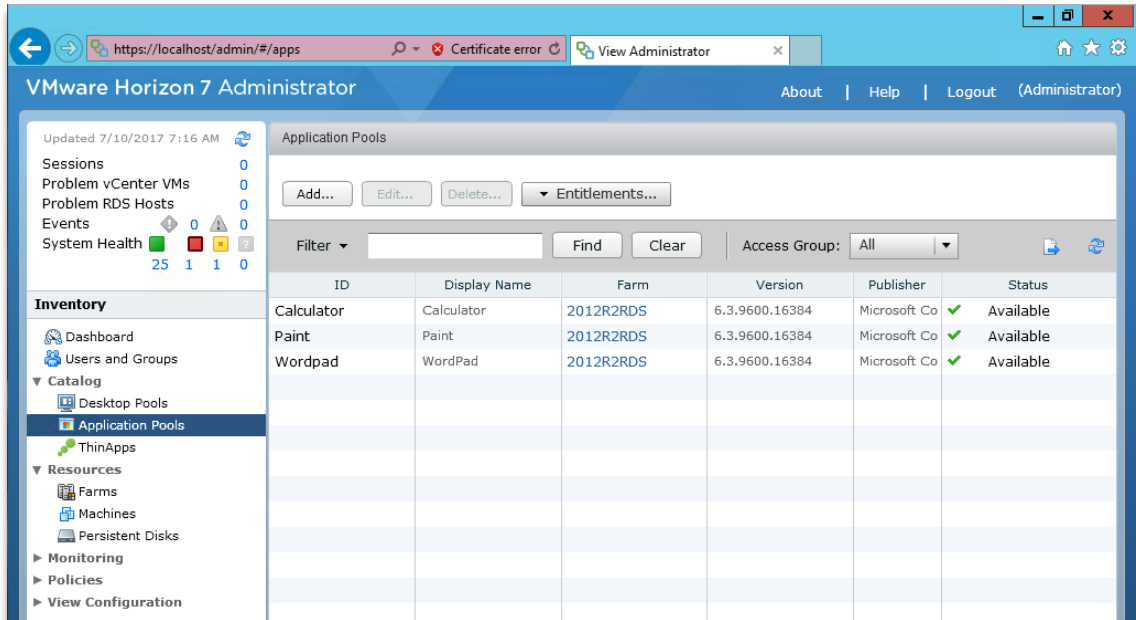 https://localhost/admin/#/apps
Certificate error
View Administrator
VMware Horizon 7 Administrator
About | Help | Logout (Administrator)
Updated 7/10/2017 7:16 AM
Sessions 0
Problem vCenter VMs 0
Problem RDS Hosts 0
Events 0 0
System Health ?
25 1 1 0
Inventory
Dashboard
Users and Groups
Catalog
Desktop Pools
Application Pools
ThinApps
Resources
Farms
Machines
Persistent Disks
Monitoring
Policies
View Configuration
Application Pools
Add... Edit... Delete... Entitlements...
Filter Find Clear Access Group: All
ID Display Name Farm Version Publisher Status
Calculator Calculator 2012R2RDS 6.3.9600.16384 Microsoft Co Available
Paint Paint 2012R2RDS 6.3.9600.16384 Microsoft Co Available
Wordpad WordPad 2012R2RDS 6.3.9600.16384 Microsoft Co Available